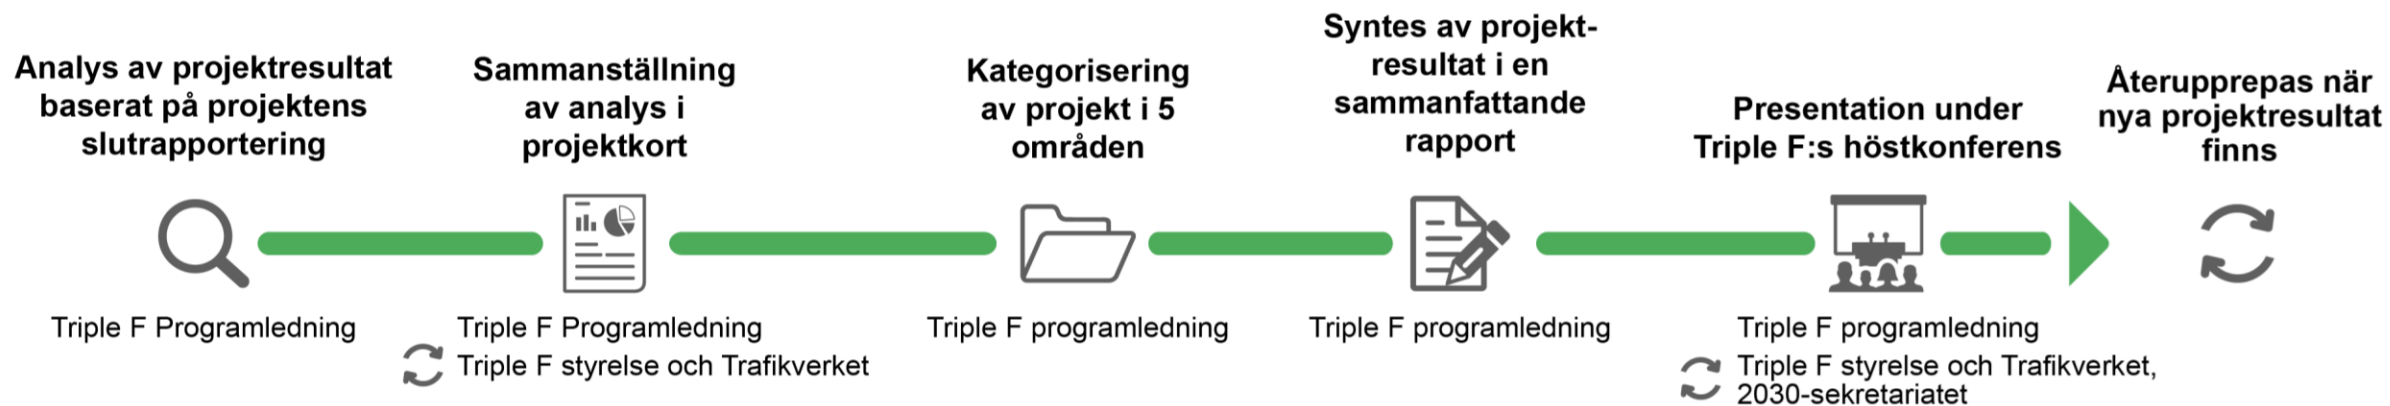 Analys av projektresultat
baserat på projektens
slutrapportering
Triple F Programledning
Sammanställning
av analys i
projektkort
Triple F Programledning
Triple F styrelse och Trafikverket
Kategorisering
av projekt i 5
områden
Triple F programledning
Syntes av projekt-
resultat i en
sammanfattande
rapport
Triple F programledning
Presentation under
Triple F:s höstkonferens
Triple F programledning
Triple F styrelse och Trafikverket,
2030-sekretariatet
Återupprepas när
nya projektresultat
finns